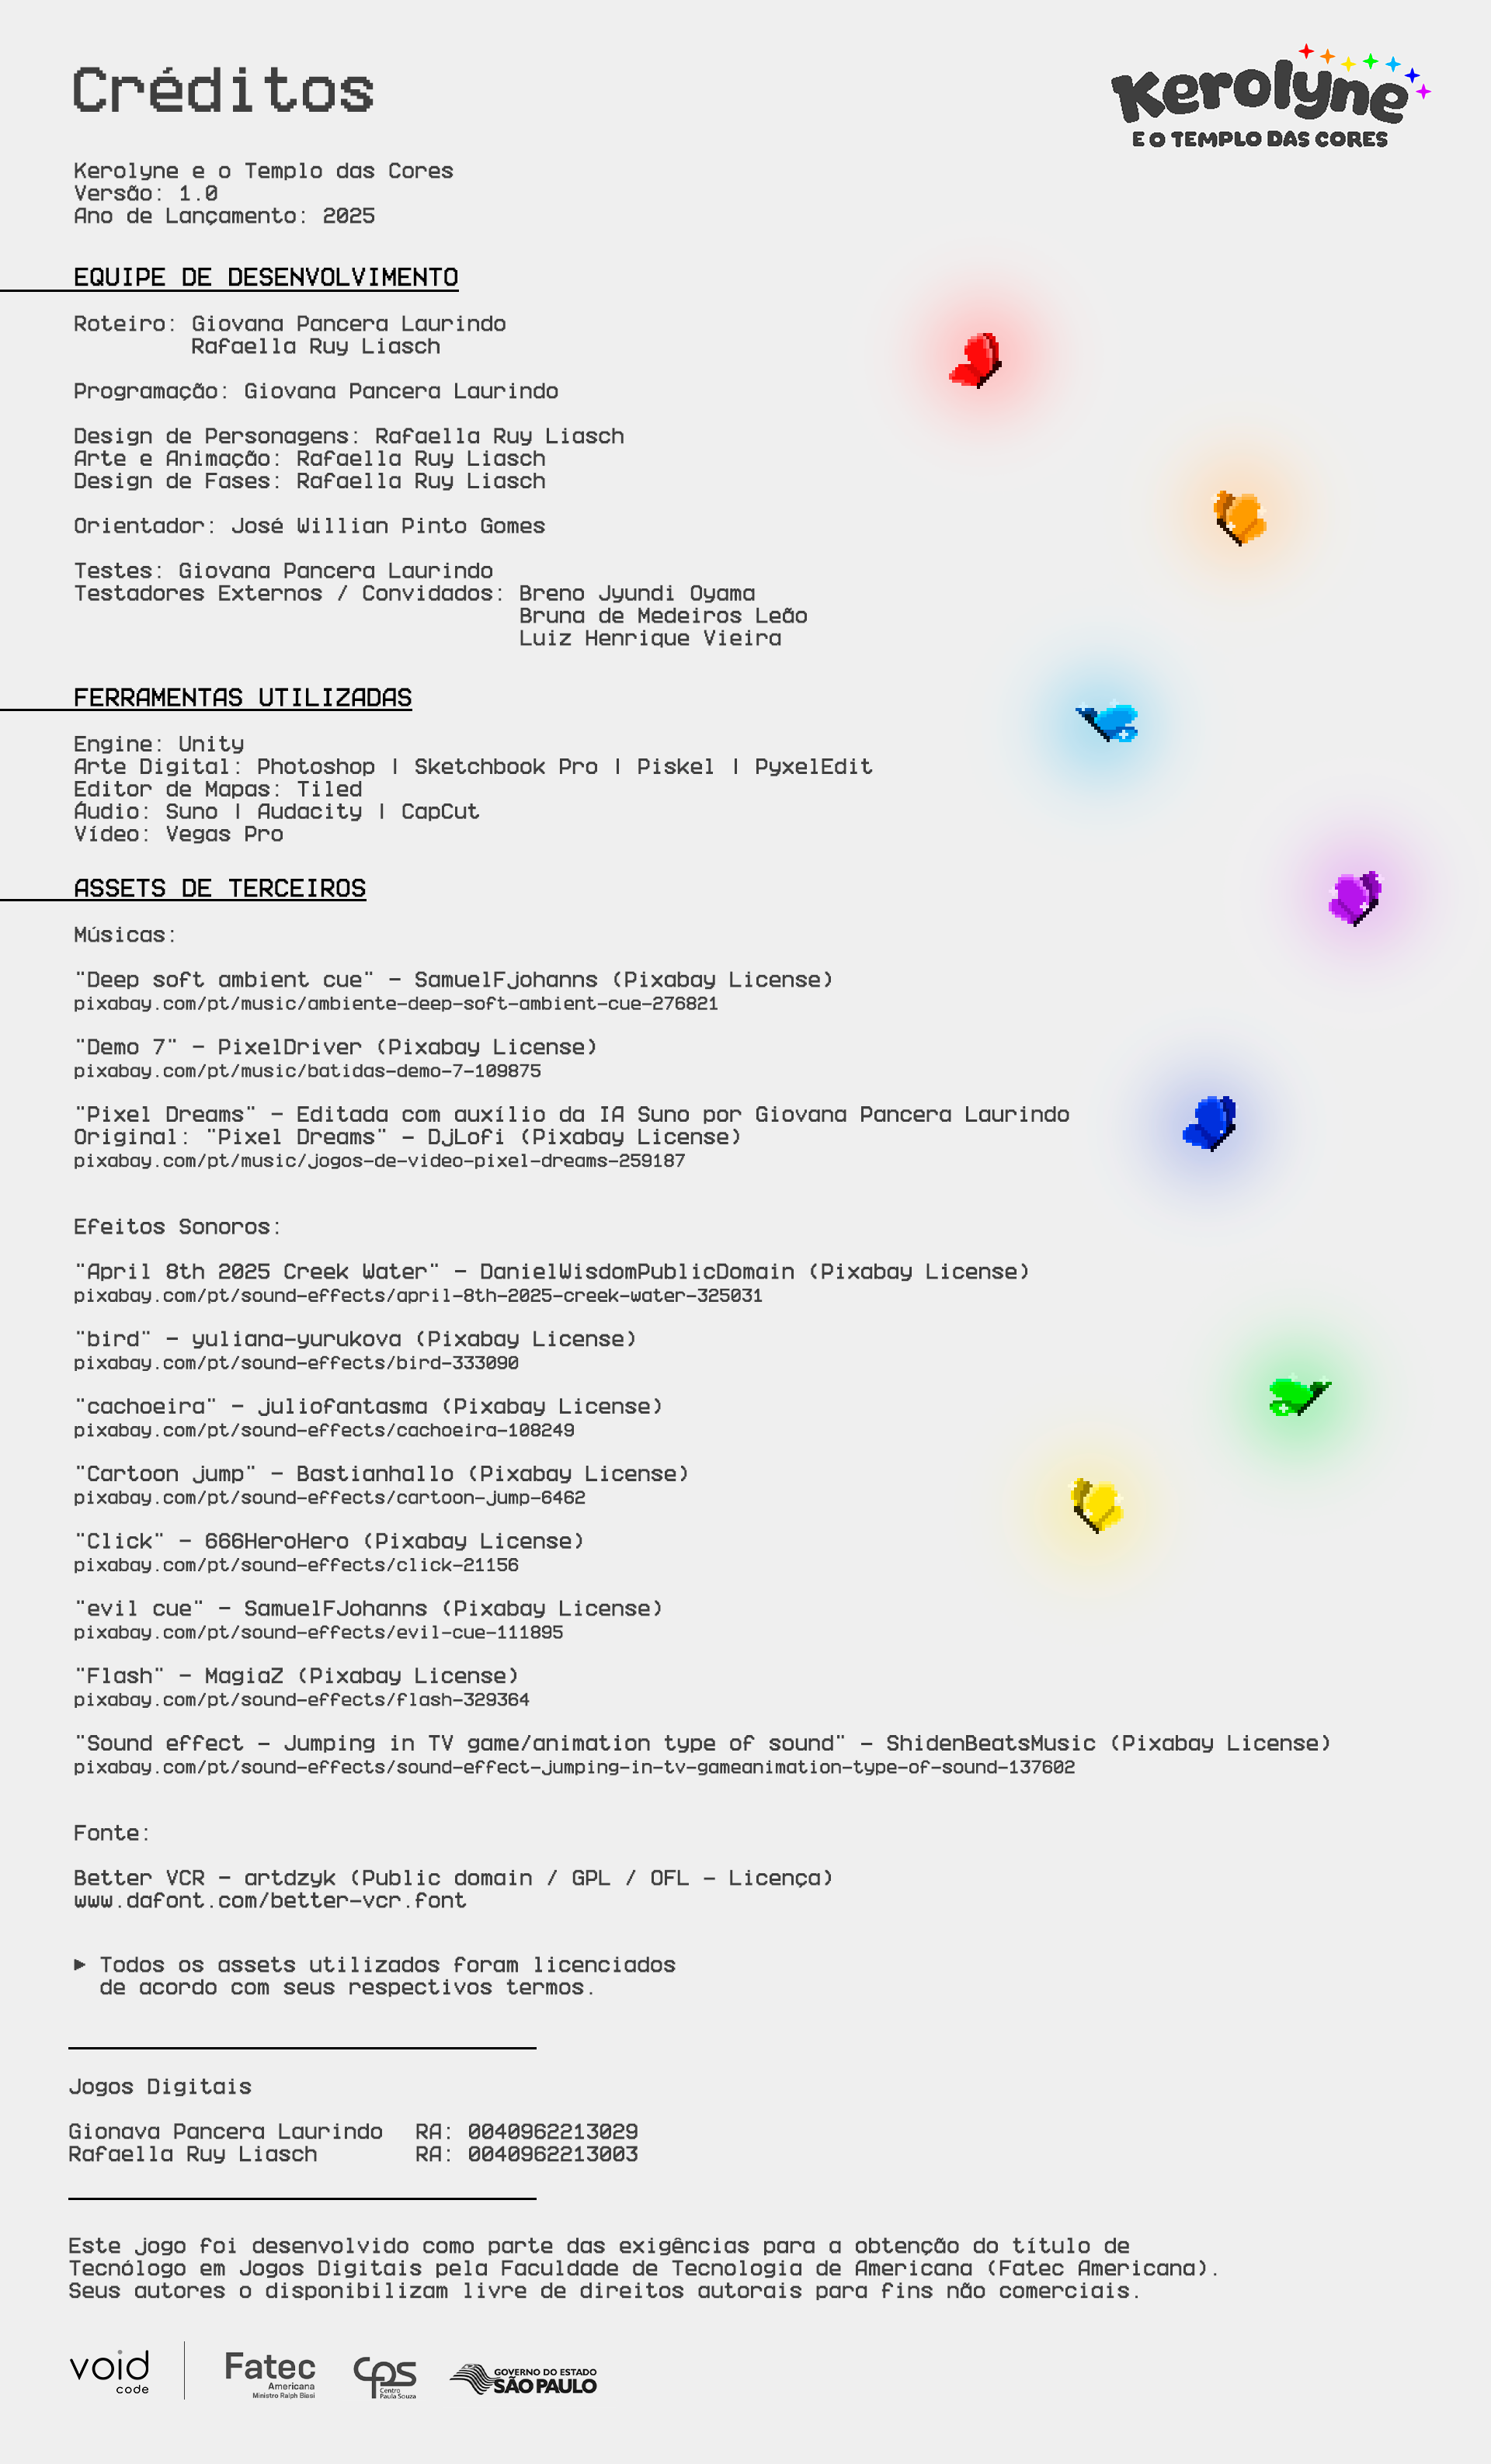 Créditos
Kerolyne
E O TEMPLO DAS CORES
Kerolyne e o Templo das Cores
Versão: 1.0
Ano de Lançamento: 2025
EQUIPE DE DESENVOLVIMENTO
Roteiro: Giovana Pancera Laurindo
Rafaella Ruy Liasch
Programação: Giovana Pancera Laurindo
Design de Personagens: Rafaella Ruy Liasch
Arte e Animação: Rafaella Ruy Liasch
Design de Fases: Rafaella Ruy Liasch
Orientador: José Willian Pinto Gomes
Testes: Giovana Pancera Laurindo
Testadores Externos / Convidados: Breno Jyundi Oyama
Bruna de Medeiros Leão
Luiz Henrique Vieira
FERRAMENTAS UTILIZADAS
Engine: Unity
Arte Digital: Photoshop | Sketchbook Pro | Piskel | PyxelEdit
Editor de Mapas: Tiled
Áudio: Suno | Audacity | CapCut
Vídeo: Vegas Pro
ASSETS DE TERCEIROS
Músicas:
"Deep soft ambient cue" - SamuelFjohanns (Pixabay License)
pixabay.com/pt/music/ambiente-deep-soft-ambient-cue-276821
"Demo 7" - PixelDriver (Pixabay License)
pixabay.com/pt/music/batidas-demo-7-109875
"Pixel Dreams" - Editada com auxílio da IA Suno por Giovana Pancera Laurindo
Original: "Pixel Dreams" - DjLofi (Pixabay License)
pixabay.com/pt/music/jogos-de-video-pixel-dreams-259187
Efeitos Sonoros:
"April 8th 2025 Creek Water" - DanielWisdomPublicDomain (Pixabay License)
pixabay.com/pt/sound-effects/april-8th-2025-creek-water-325031
"bird" - yuliana-yurukova (Pixabay License)
pixabay.com/pt/sound-effects/bird-333090
"cachoeira" - juliofantasma (Pixabay License)
pixabay.com/pt/sound-effects/cachoeira-108249
"Cartoon jump" - Bastianhallo (Pixabay License)
pixabay.com/pt/sound-effects/cartoon-jump-6462
"Click" - 666HeroHero (Pixabay License)
pixabay.com/pt/sound-effects/click-21156
"evil cue" - SamuelFJohanns (Pixabay License)
pixabay.com/pt/sound-effects/evil-cue-111895
"Flash" - MagiaZ (Pixabay License)
pixabay.com/pt/sound-effects/flash-329364
"Sound effect - Jumping in TV game/animation type of sound" - ShidenBeatsMusic (Pixabay License)
pixabay.com/pt/sound-effects/sound-effect-jumping-in-tv-gameanimation-type-of-sound-137602
Fonte:
Better VCR - artdzyk (Public domain / GPL / OFL - Licença)
www.dafont.com/better-vcr.font
► Todos os assets utilizados foram licenciados
de acordo com seus respectivos termos.
Jogos Digitais
Gionava Pancera Laurindo RA: 0040962213029
Rafaella Ruy Liasch RA: 0040962213003
Este jogo foi desenvolvido como parte das exigências para a obtenção do título de
Tecnólogo em Jogos Digitais pela Faculdade de Tecnologia de Americana (Fatec Americana).
Seus autores o disponibilizam livre de direitos autorais para fins não comerciais.
void
code
Fatec
Americana
Ministro Ralph Biasi
CPS
Centro
Paula Souza
GOVERNO DO ESTADO
SÃO PAULO